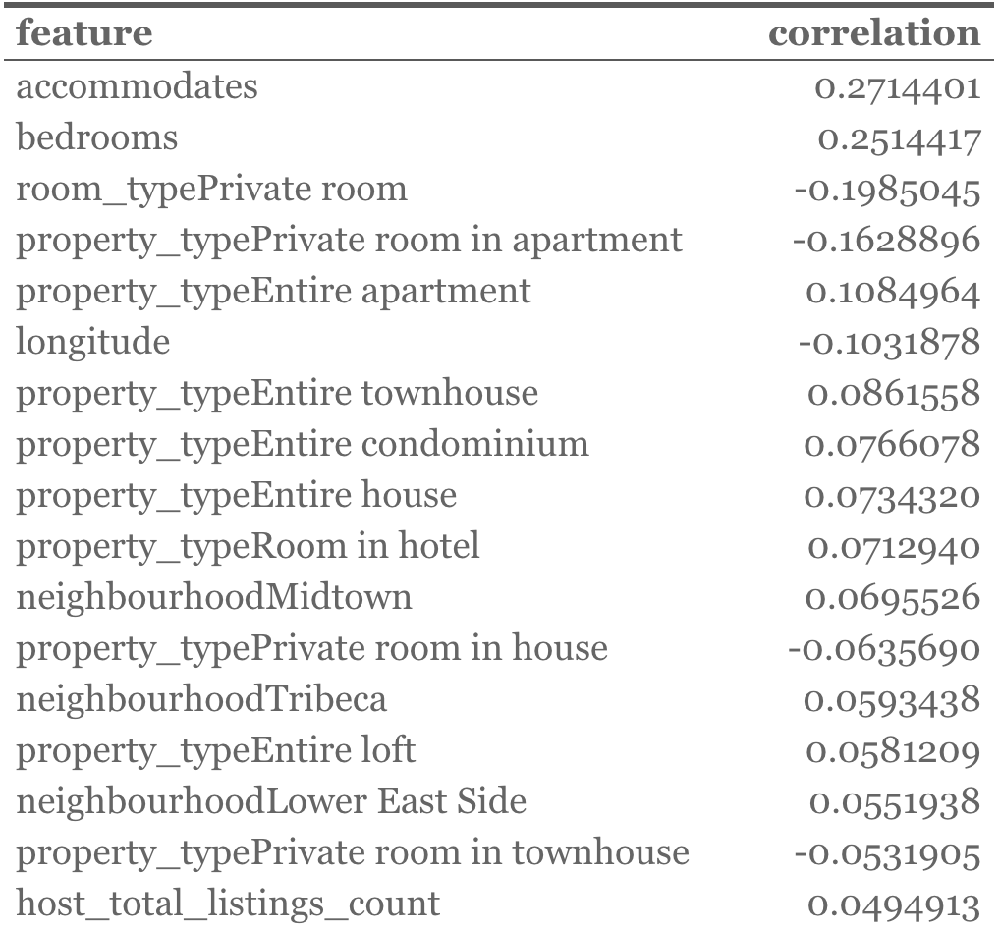 feature correlation
accommodates 0.2714401
bedrooms 0.2514417
room_typePrivate room -0.1985045
property_typePrivate room in apartment -0.1628896
property_typeEntire apartment 0.1084964
longitude -0.1031878
property_typeEntire townhouse 0.0861558
property_typeEntire condominium 0.0766078
property_typeEntire house 0.0734320
property_typeRoom in hotel 0.0712940
neighbourhoodMidtown 0.0695526
property_typePrivate room in house -0.0635690
neighbourhoodTribeca 0.0593438
property_typeEntire loft 0.0581209
neighbourhoodLower East Side 0.0551938
property_typePrivate room in townhouse -0.0531905
host_total_listings_count 0.0494913